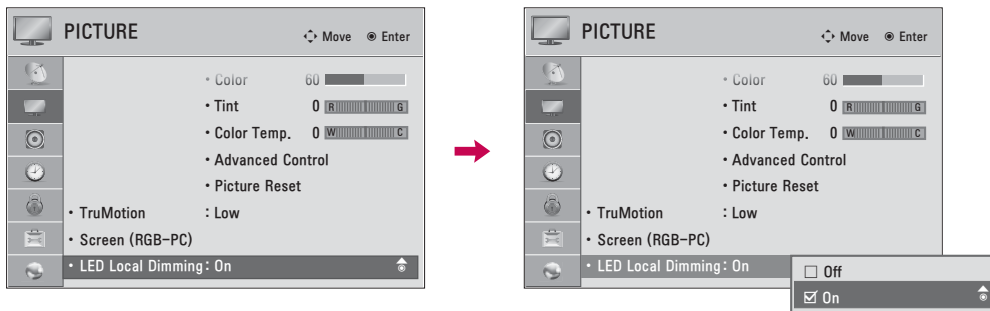 PICTURE Move Enter
• Color 60
• Tint 0 R G
• Color Temp. 0 W C
• Advanced Control
• Picture Reset
• TruMotion : Low
• Screen (RGB-PC)
• LED Local Dimming: On
PICTURE Move Enter
• Color 60
• Tint 0 R G
• Color Temp. 0 W C
• Advanced Control
• Picture Reset
• TruMotion : Low
• Screen (RGB-PC)
• LED Local Dimming: On
Off
On